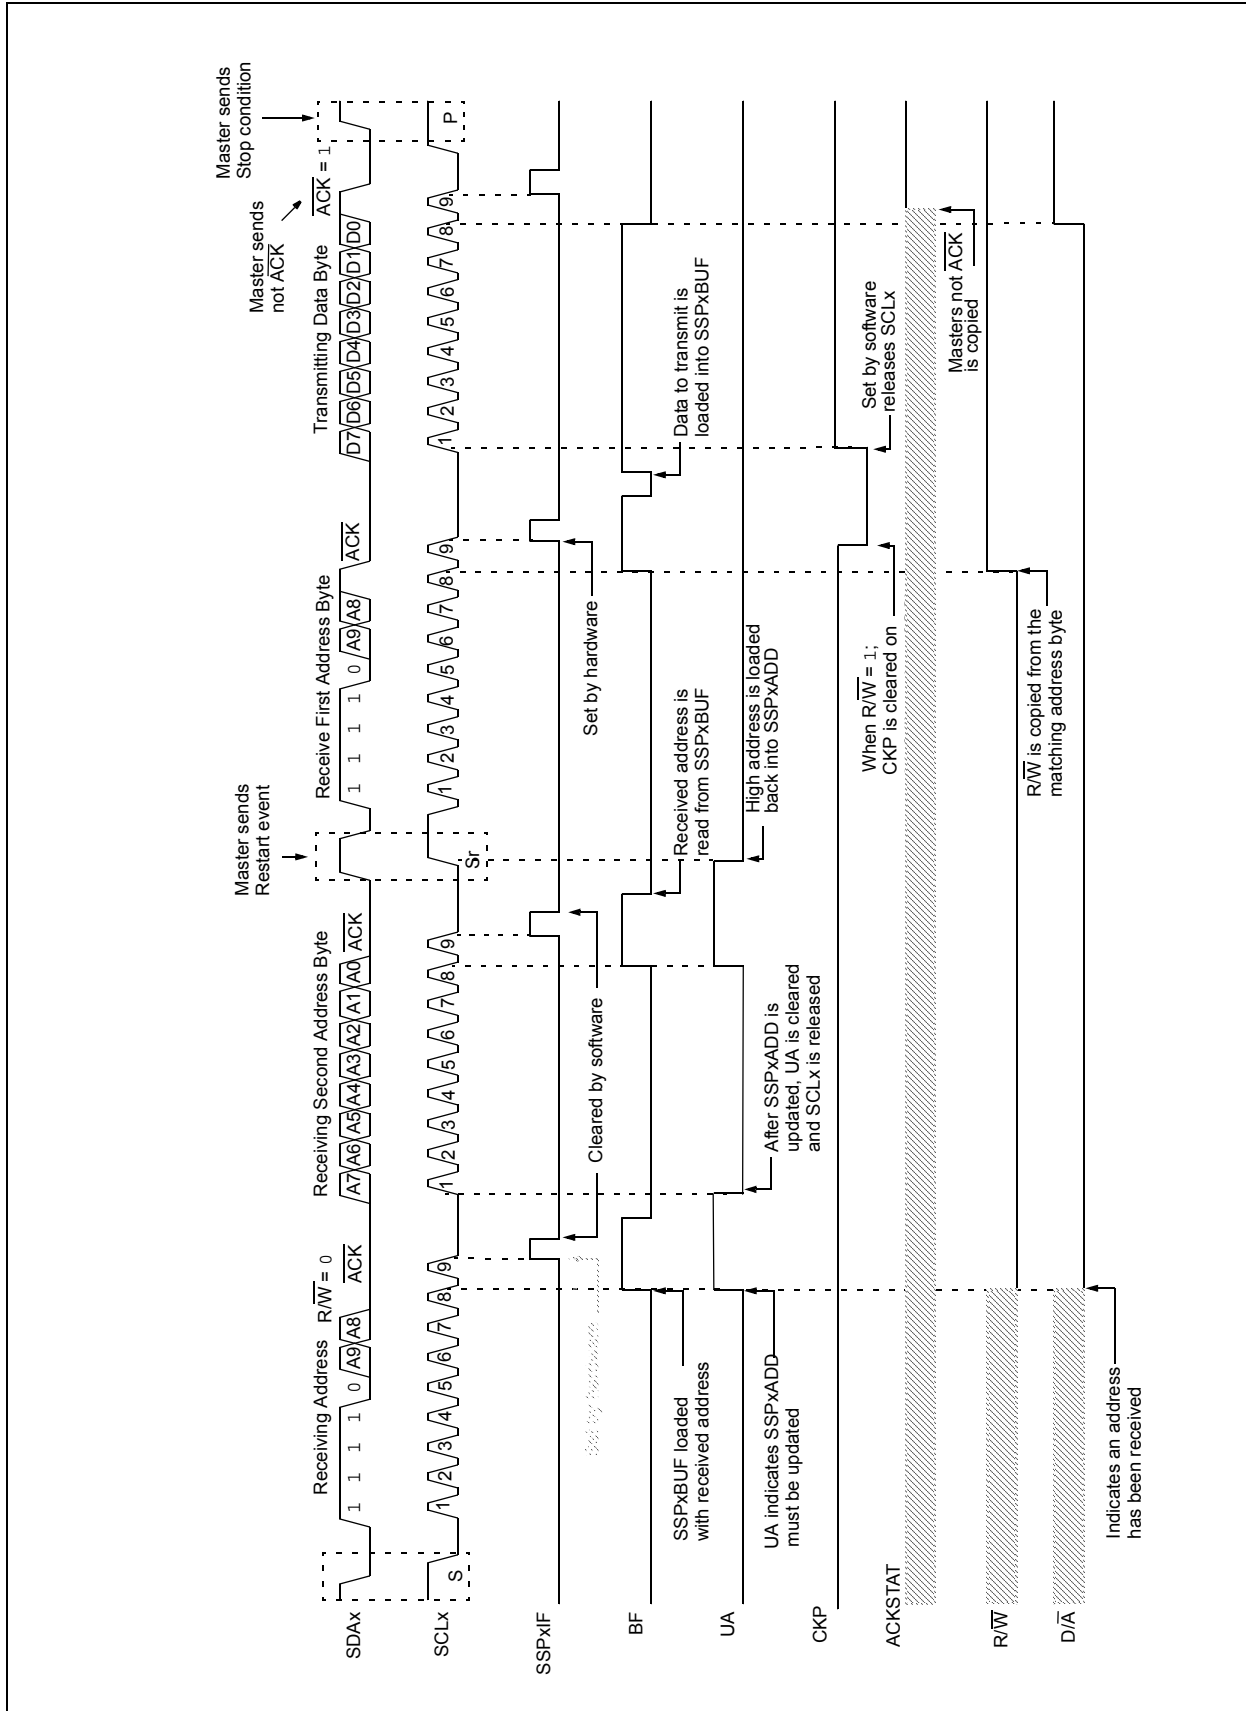 Master sends
Stop condition
Master sends
not ACK
ACK = 1
Master sends
Restart event
Receiving Address
R/W = 0
Receiving Second Address Byte
Receive First Address Byte
Transmitting Data Byte
SDAx
1 1 1 1 0 A9 A8
ACK
A7 A6 A5 A4 A3 A2 A1 A0
ACK
1 1 1 1 0 A9 A8
ACK
D7 D6 D5 D4 D3 D2 D1 D0
SCLx
S
1 2 3 4 5 6 7 8 9
1 2 3 4 5 6 7 8 9
Sr
1 2 3 4 5 6 7 8 9
1 2 3 4 5 6 7 8 9
P
SSPxIF
Set by hardware
Cleared by software
Set by hardware
BF
SSPxBUF loaded
with received address
Received address is
read from SSPxBUF
Data to transmit is
loaded into SSPxBUF
UA
UA indicates SSPxADD
must be updated
After SSPxADD is
updated, UA is cleared
and SCLx is released
High address is loaded
back into SSPxADD
CKP
When R/W = 1;
CKP is cleared on
Set by software
releases SCLx
ACKSTAT
Masters not ACK
is copied
R/W
R/W is copied from the
matching address byte
D/A
Indicates an address
has been received